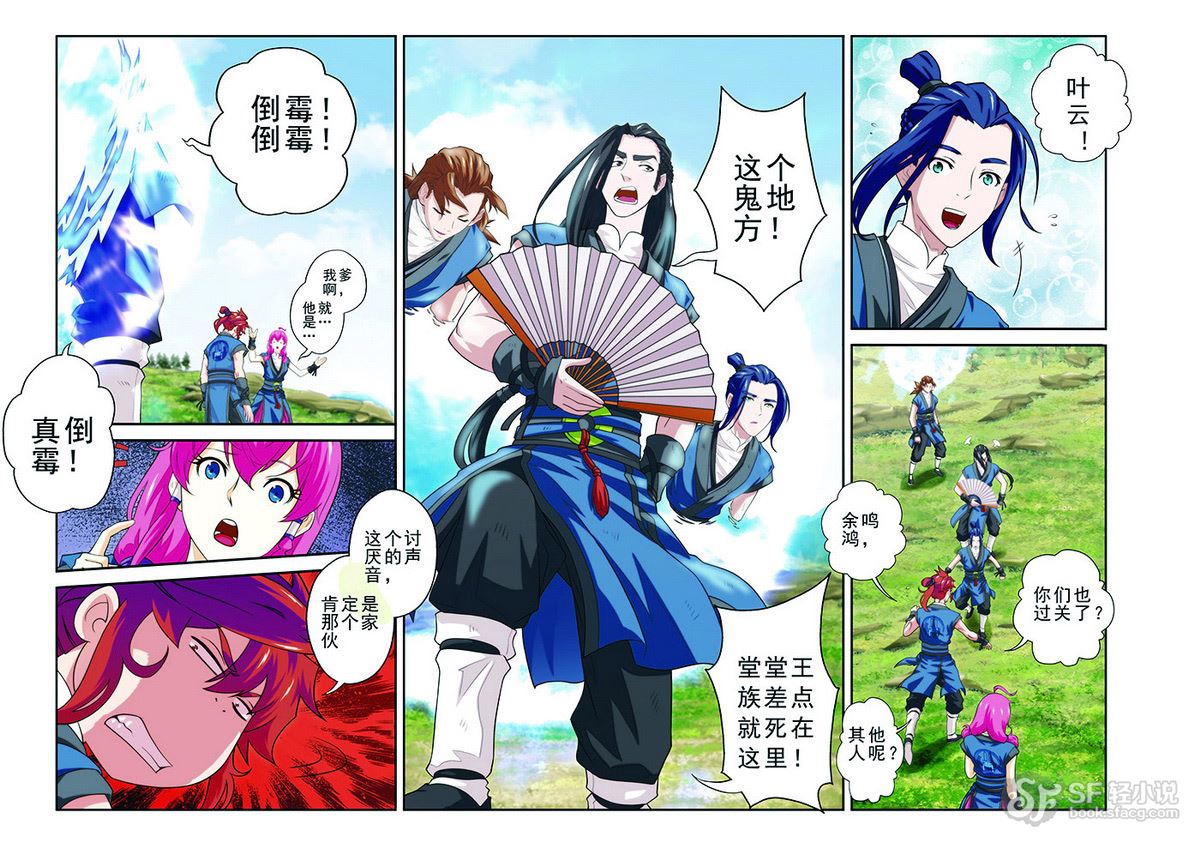 倒霉！
倒霉！
我爹
啊，
他就
是…
…
真倒
霉！
这个讨
厌的声
音，
肯定是
那个家
伙
这个
鬼地
方！
堂堂王
族差点
就死在
这里！
叶
云！
余鸣
鸿，
你们也
过关了？
其他
人呢？
SF轻小说
book.sfacg.com